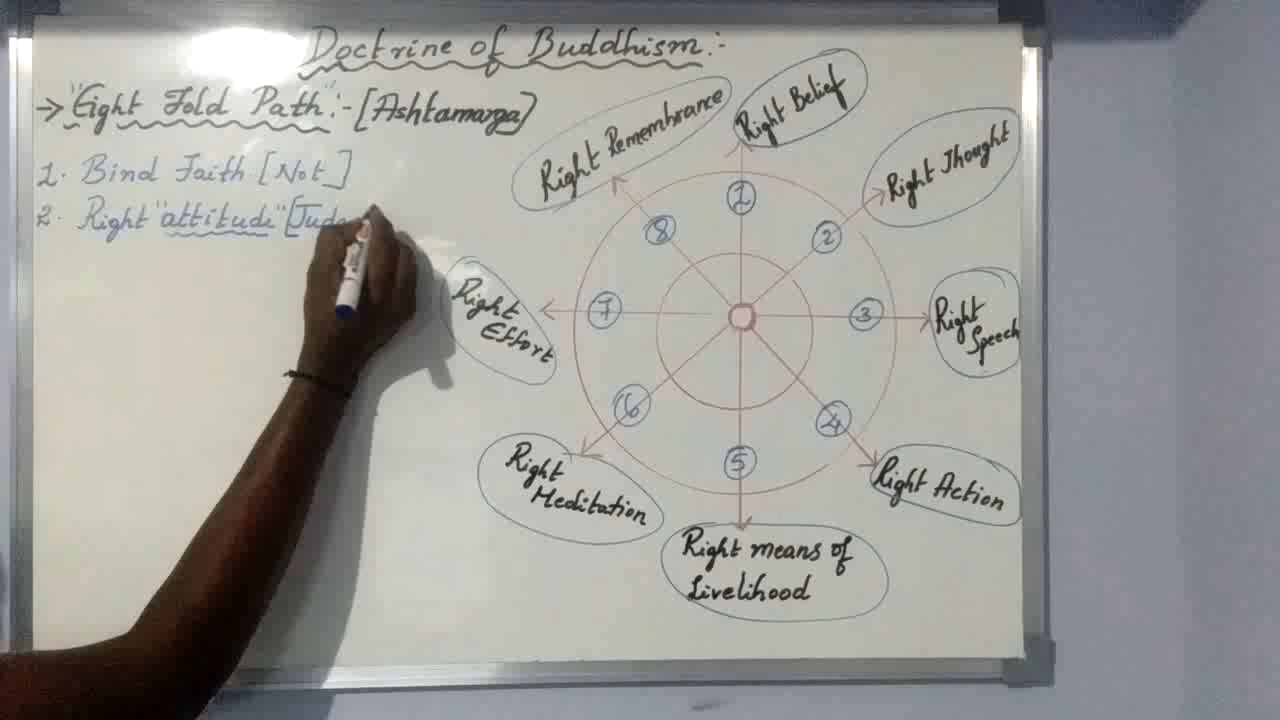 Doctrine of Buddhism:-
→ "Eight Fold Path":- [Ashtamarga]
1. Bind Faith [Not]
2. Right "attitude" [Jud
Right Belief
Right Thought
Right
Speech
Right Action
Right means of
Livelihood
Right
Meditation
Right
Effort
Right Remembrance
1
2
3
4
5
6
7
8